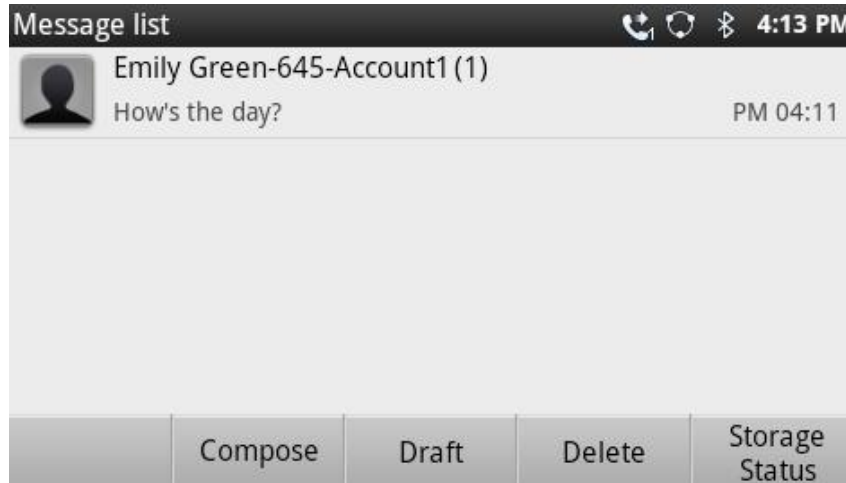 Message list
1
4:13 PM
Emily Green-645-Account1 (1)
How's the day?
PM 04:11
Compose
Draft
Delete
Storage
Status